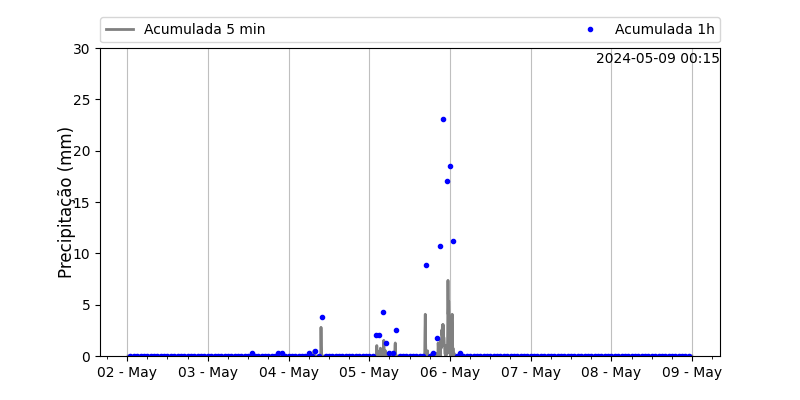 Acumulada 5 min
Acumulada 1h
2024-05-09 00:15
Precipitação (mm)
30
25
20
15
10
5
0
02 - May
03 - May
04 - May
05 - May
06 - May
07 - May
08 - May
09 - May